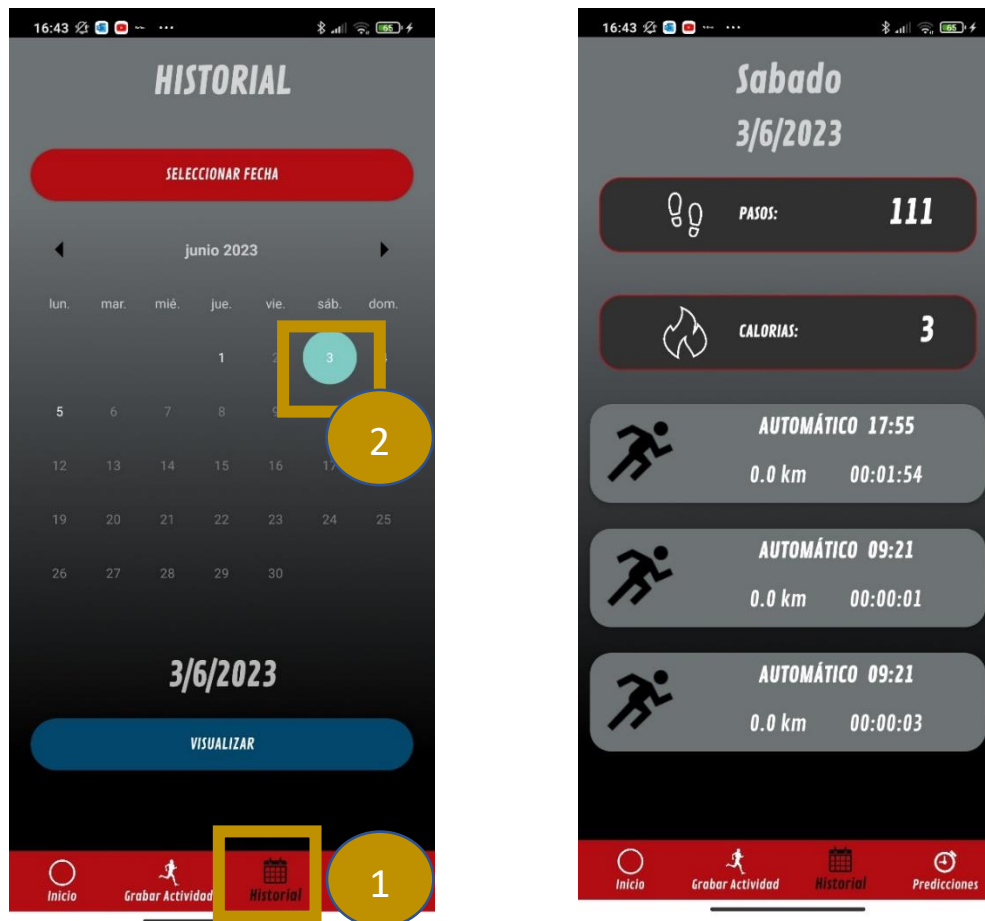 16:43
65
HISTORIAL
SELECCIONAR FECHA
junio 2023
lun. mar. mié. jue. vie. sáb. dom.
1 2 3
5 6 7 8 9
12 13 14 15 16 17
19 20 21 22 23 24 25
26 27 28 29 30
2
3/6/2023
VISUALIZAR
Inicio Grabar Actividad Historial
1
16:43
65
Sabado
3/6/2023
PASOS: 111
CALORIAS: 3
AUTOMÁTICO 17:55
0.0 km 00:01:54
AUTOMÁTICO 09:21
0.0 km 00:00:01
AUTOMÁTICO 09:21
0.0 km 00:00:03
Inicio Grabar Actividad Historial Predicciones